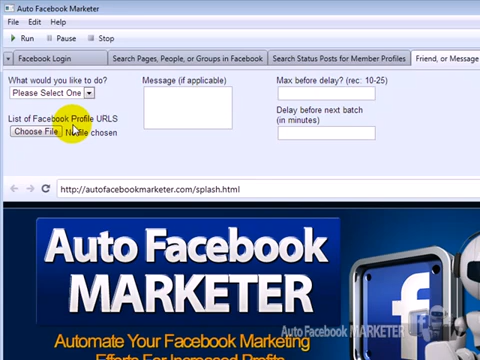 Auto Facebook Marketer
File Edit Help
Run Pause Stop
Facebook Login Search Pages, People, or Groups in Facebook Search Status Posts for Member Profiles Friend, or Message
What would you like to do? Message (if applicable) Max before delay? (rec: 10-25)
Please Select One
Delay before next batch
(in minutes)
List of Facebook Profile URLS
Choose File No file chosen
http://autofacebookmarketer.com/splash.html
Auto Facebook
MARKETER
Automate Your Facebook Marketing
Efforts For Increased Profits
Auto Facebook MARKETER